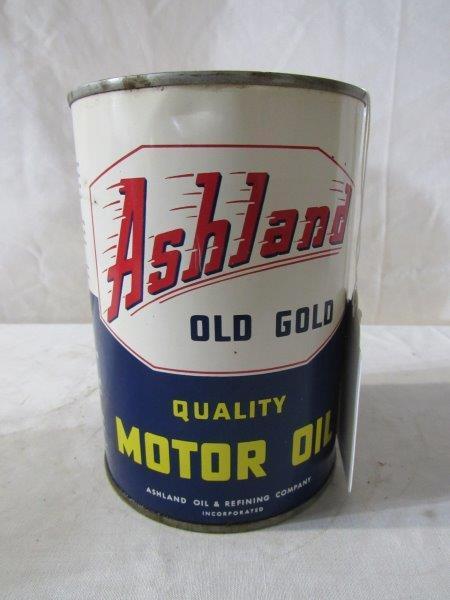 Ashland
OLD GOLD
QUALITY
MOTOR OIL
ASHLAND OIL & REFINING COMPANY
INCORPORATED